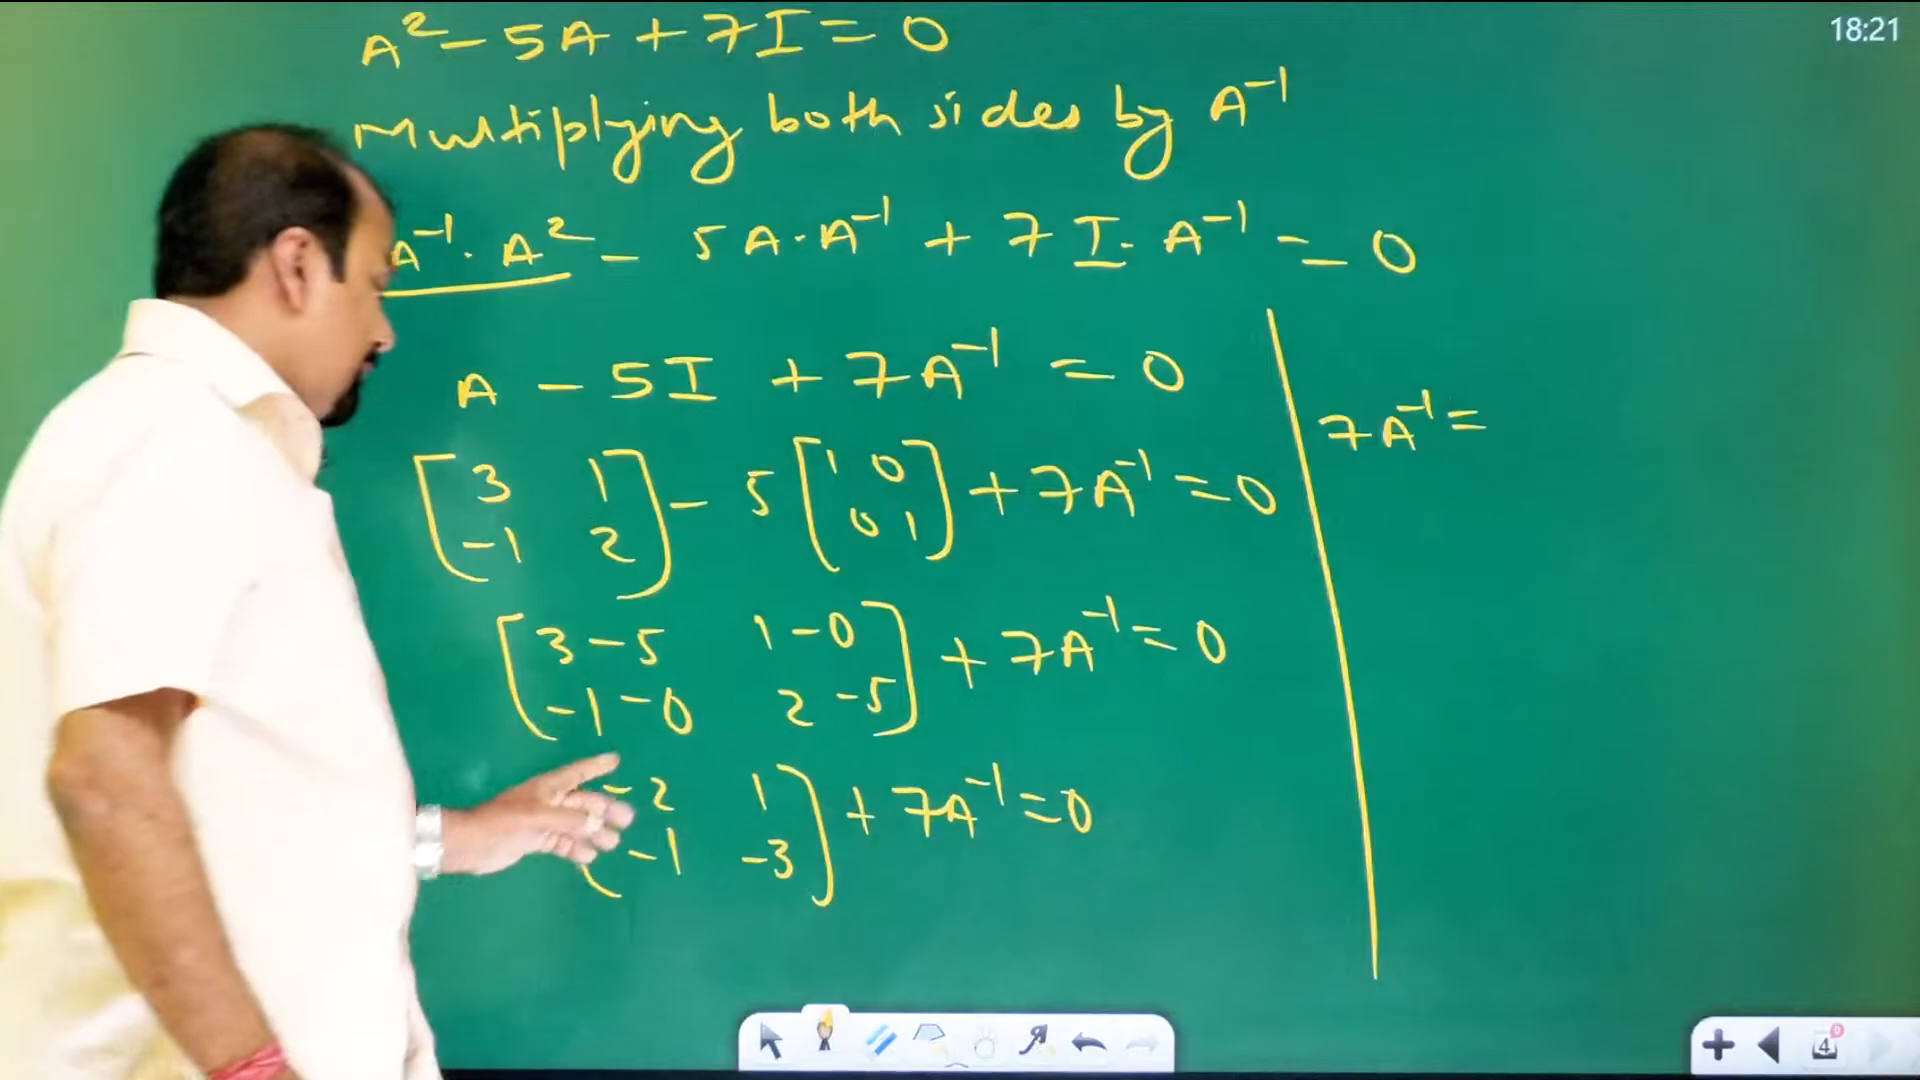 A² - 5A + 7I = 0
18:21
Multiplying both sides by A⁻¹
A⁻¹ · A² - 5A · A⁻¹ + 7 I · A⁻¹ = 0
A - 5I + 7A⁻¹ = 0
7A⁻¹ =
[3 1
-1 2] - 5 [1 0
0 1] + 7A⁻¹ = 0
[3-5 1-0
-1-0 2-5] + 7A⁻¹ = 0
[-2 1
-1 -3] + 7A⁻¹ = 0
4
0